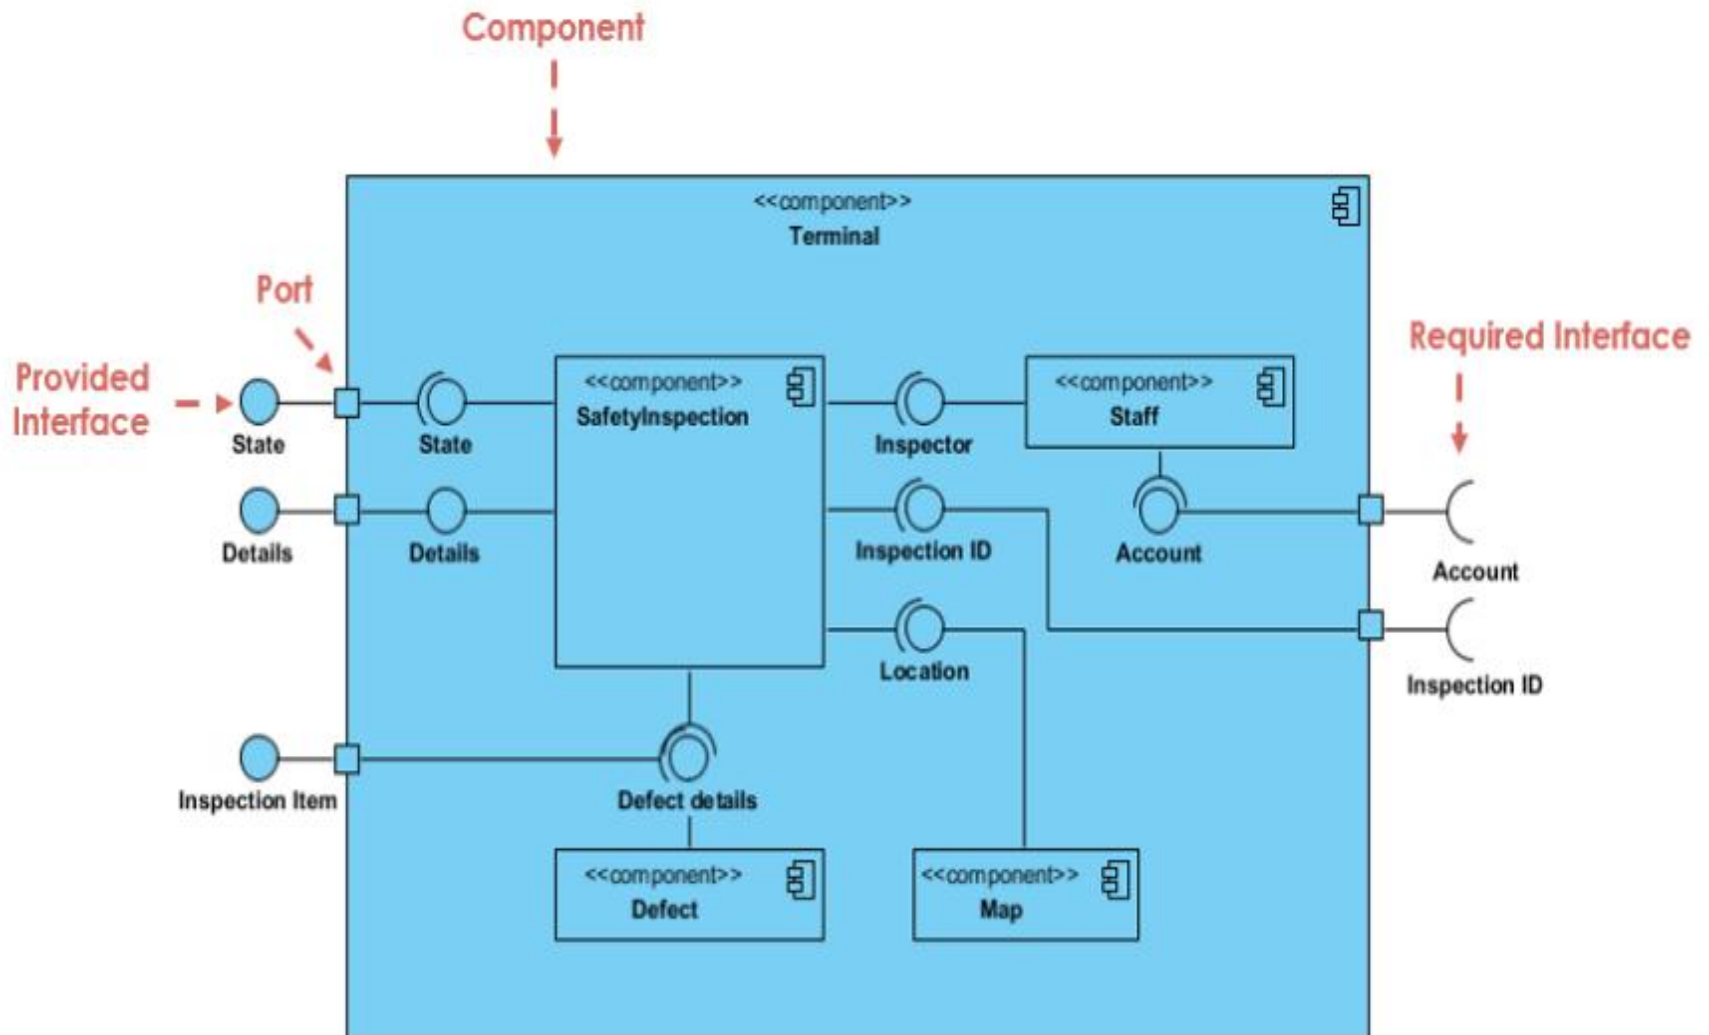 Component
<<component>>
Terminal
Port
Provided
Interface
Required Interface
<<component>>
SafetyInspection
<<component>>
Staff
State
State
Inspector
Details
Details
Inspection ID
Account
Account
Location
Inspection ID
Inspection Item
Defect details
<<component>>
Defect
<<component>>
Map